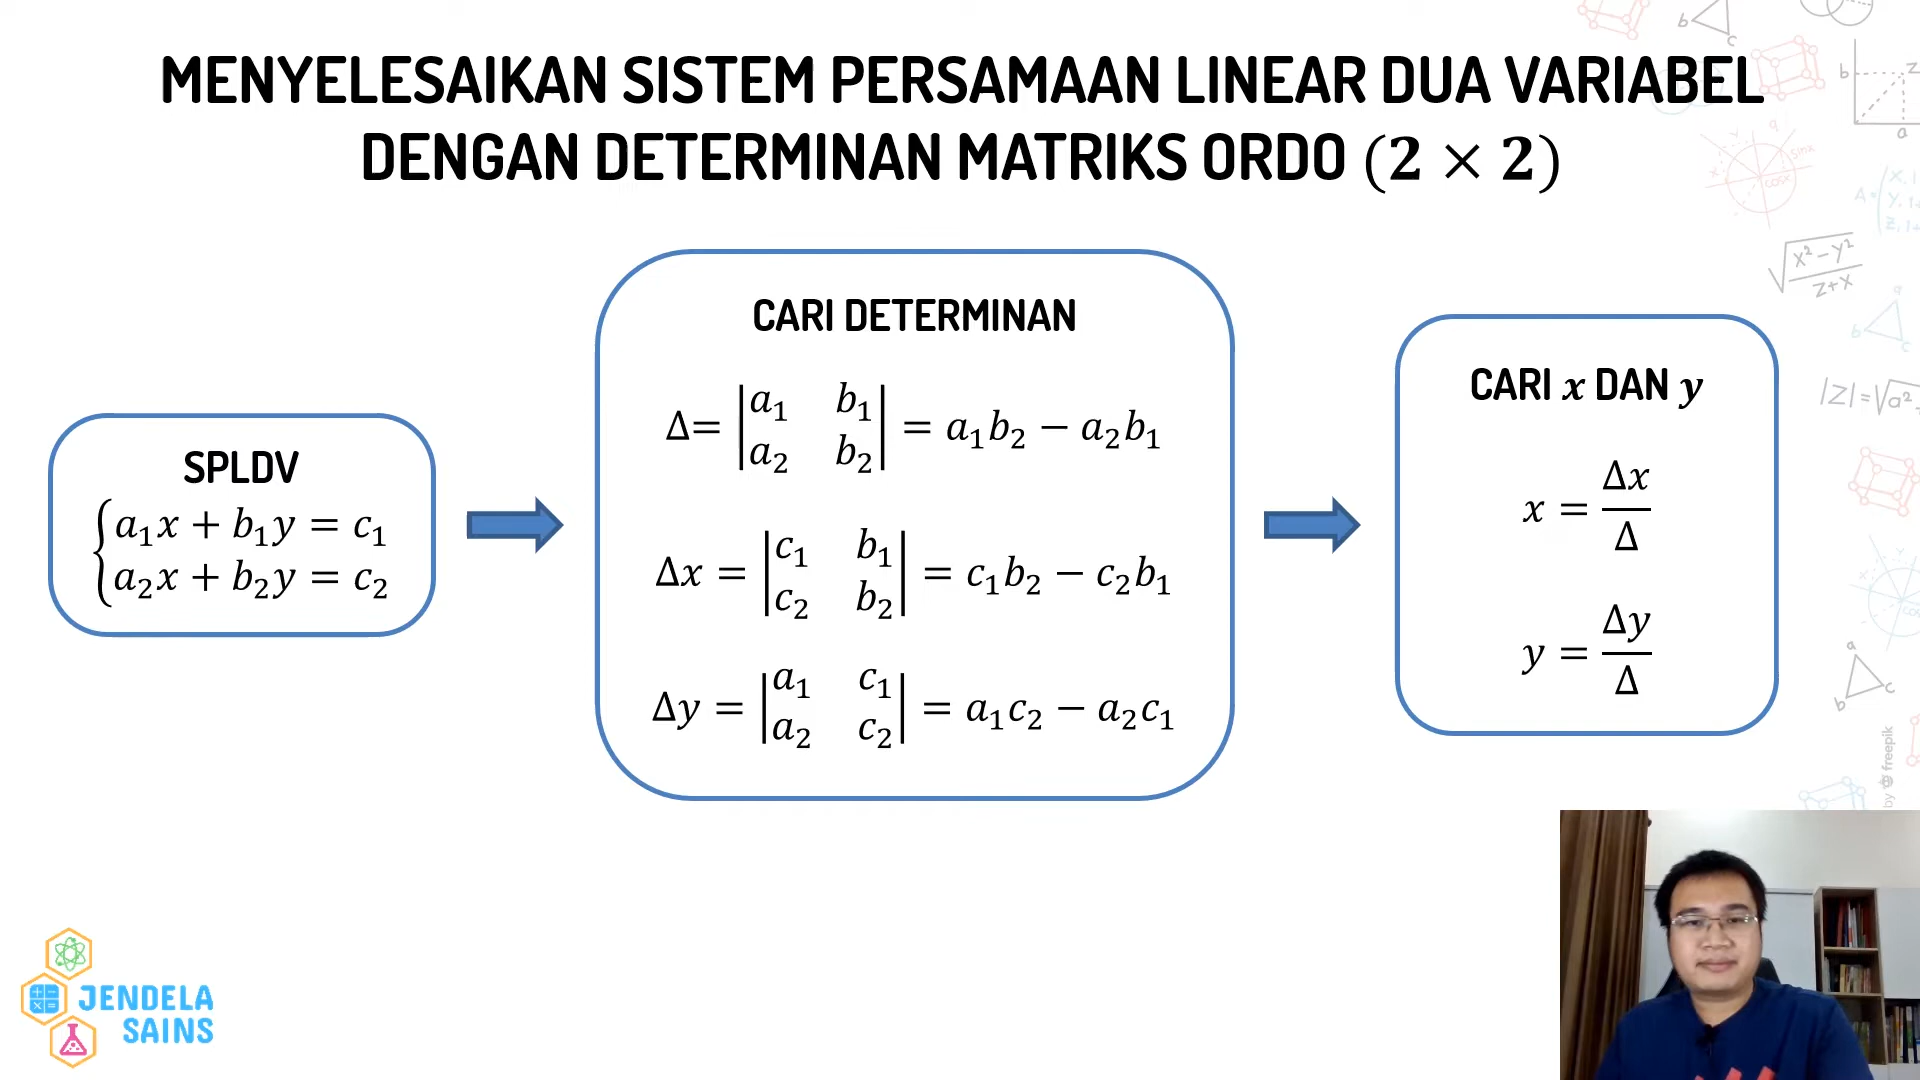 MENYELESAIKAN SISTEM PERSAMAAN LINEAR DUA VARIABEL
DENGAN DETERMINAN MATRIKS ORDO (2 × 2)
SPLDV
a₁x + b₁y = c₁
a₂x + b₂y = c₂
CARI DETERMINAN
Δ= |a₁ b₁|
|a₂ b₂| = a₁b₂ − a₂b₁
Δx = |c₁ b₁|
|c₂ b₂| = c₁b₂ − c₂b₁
Δy = |a₁ c₁|
|a₂ c₂| = a₁c₂ − a₂c₁
CARI x DAN y
x = Δx/Δ
y = Δy/Δ
JENDELA
SAINS
by freepik